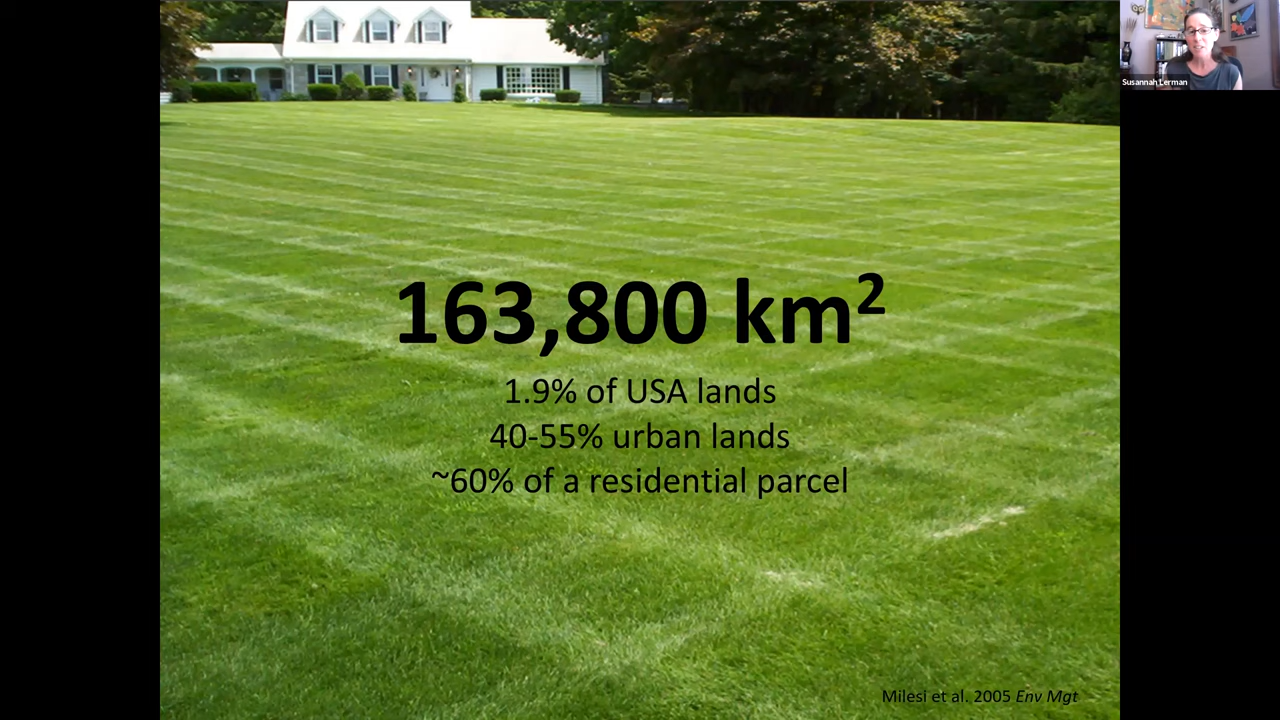 Susannah Lerman
163,800 km²
1.9% of USA lands
40-55% urban lands
~60% of a residential parcel
Milesi et al. 2005 Env Mgt